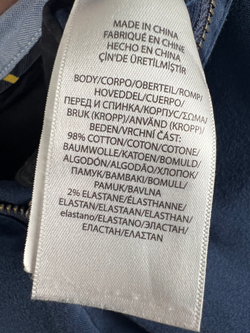 MADE IN CHINA
FABRIQUÉ EN CHINE
HECHO EN CHINA
ÇİN'DE ÜRETİLMİŞTİR
BODY/CORPO/OBERTEIL/ROMP/
HOVEDDEL/CUERPO/
ПЕРЕД И СПИНКА/КОРПУС/ΣΩΜΑ/
BRUK (KROPP)/ANVÄND (KROPP)/
BEDEN/VRCHNÍ ČÁST:
98% COTTON/COTON/COTONE/
BAUMWOLLE/KATOEN/BOMULD/
ALGODÓN/ALGODÃO/ХЛОПОК/
ПАМУК/BAMBAKI/BOMULL/
PAMUK/BAVLNA
2% ELASTANE/ÉLASTHANNE/
ELASTAN/ELASTAAN/ELASTHAN/
elastano/ELASTANO/ЭЛАСТАН/
ЕЛАСТАН/ΕΛΑΣΤΑΝ